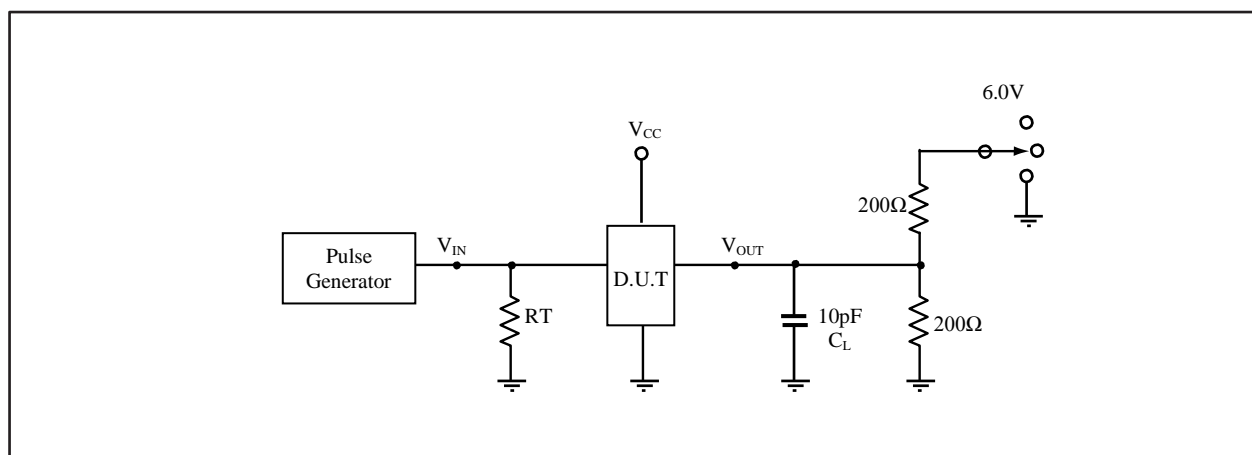 6.0V
VCC
200Ω
Pulse
Generator
VIN
D.U.T
VOUT
RT
10pF
CL
200Ω